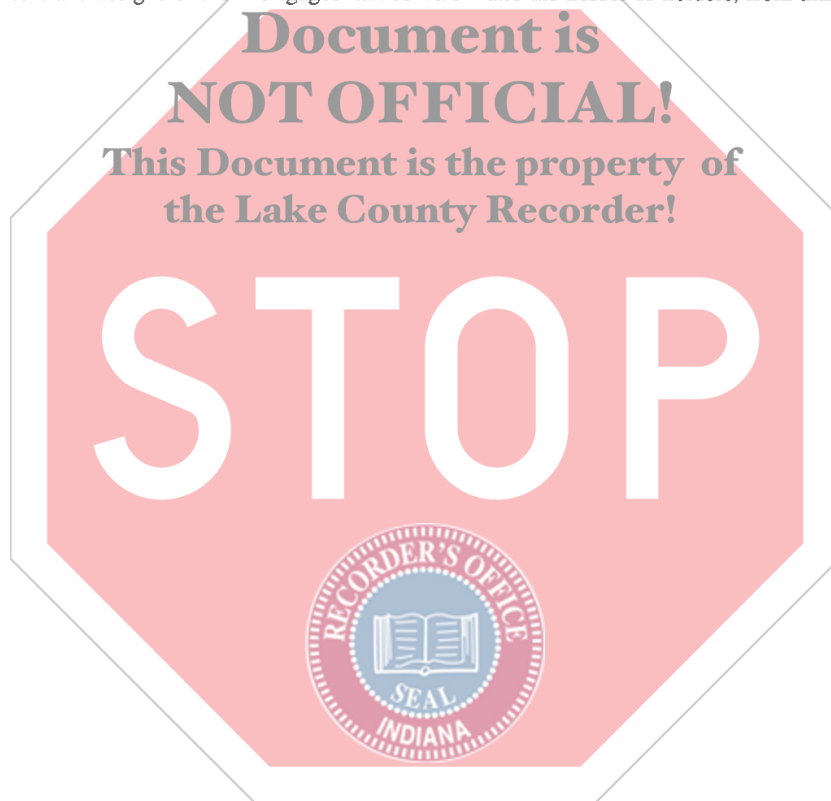 Document is
NOT OFFICIAL!
This Document is the property of
the Lake County Recorder!
STOP
RECORDER'S OFFICE
SEAL
INDIANA